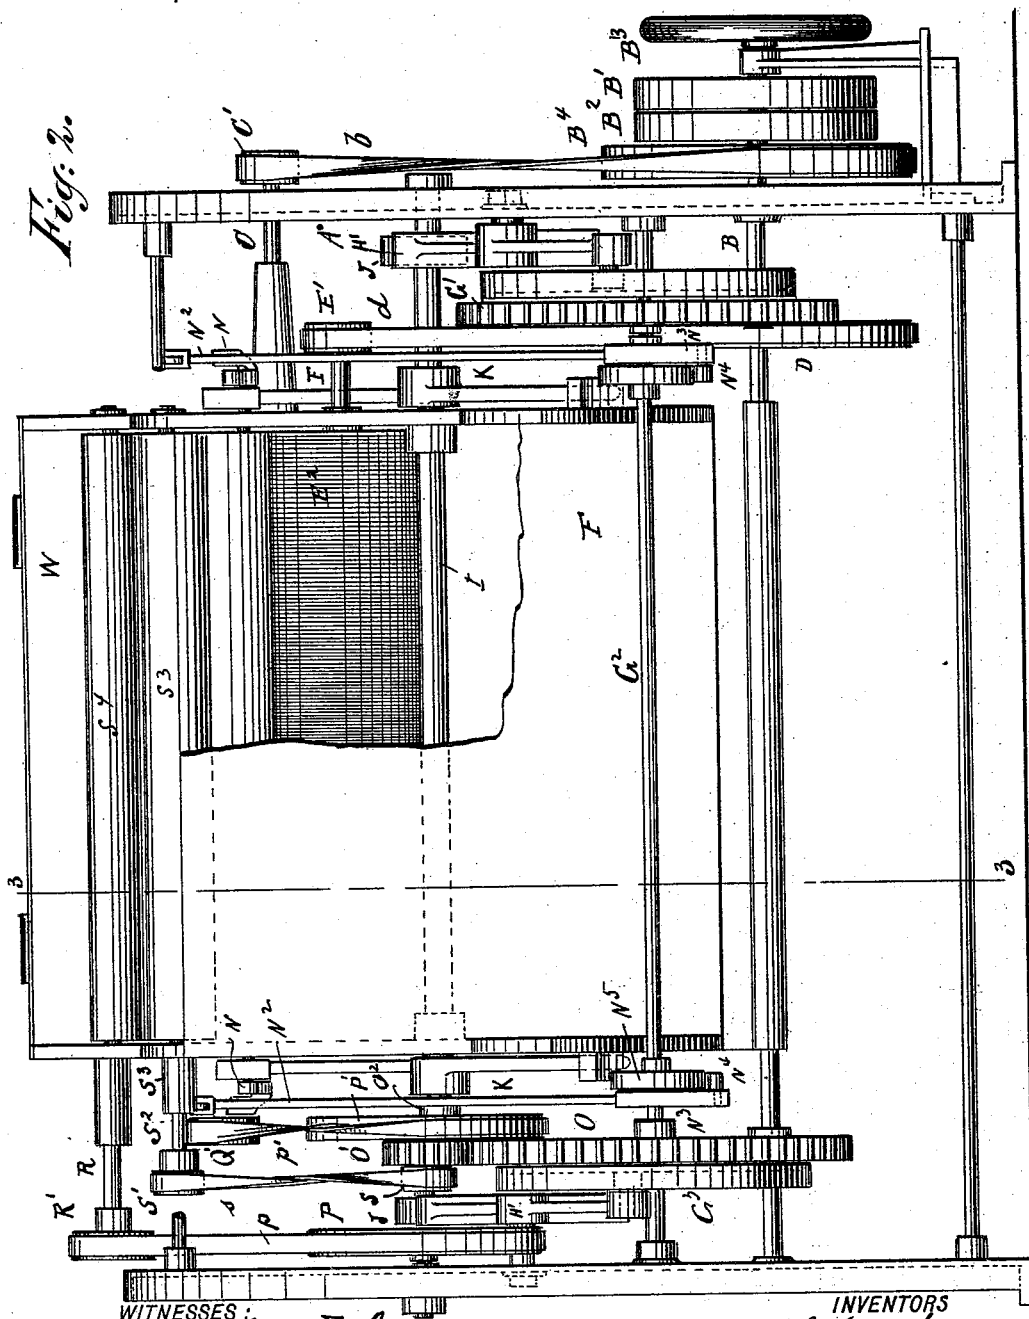 Fig: 2.
B³
B'
B²
B⁴
b
C'
C
A
H'
J
d
G'
E'
N²
N
F
K
N³
N⁴
B
D
W
S⁴
S³
E²
I
F
G²
3
3
N
N²
N⁵
N⁴
S³
S²
O²
P'
K
O
N³
Q'
p'
O'
R
R'
S'
s
S
J
P
p
H'
G³
WITNESSES:
INVENTORS